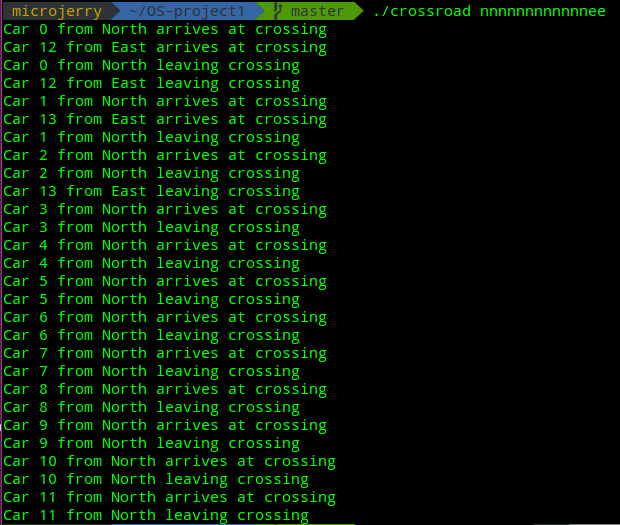 microjerry ~/OS-project1 master ./crossroad nnnnnnnnnnnnee
Car 0 from North arrives at crossing
Car 12 from East arrives at crossing
Car 0 from North leaving crossing
Car 12 from East leaving crossing
Car 1 from North arrives at crossing
Car 13 from East arrives at crossing
Car 1 from North leaving crossing
Car 2 from North arrives at crossing
Car 2 from North leaving crossing
Car 13 from East leaving crossing
Car 3 from North arrives at crossing
Car 3 from North leaving crossing
Car 4 from North arrives at crossing
Car 4 from North leaving crossing
Car 5 from North arrives at crossing
Car 5 from North leaving crossing
Car 6 from North arrives at crossing
Car 6 from North leaving crossing
Car 7 from North arrives at crossing
Car 7 from North leaving crossing
Car 8 from North arrives at crossing
Car 8 from North leaving crossing
Car 9 from North arrives at crossing
Car 9 from North leaving crossing
Car 10 from North arrives at crossing
Car 10 from North leaving crossing
Car 11 from North arrives at crossing
Car 11 from North leaving crossing